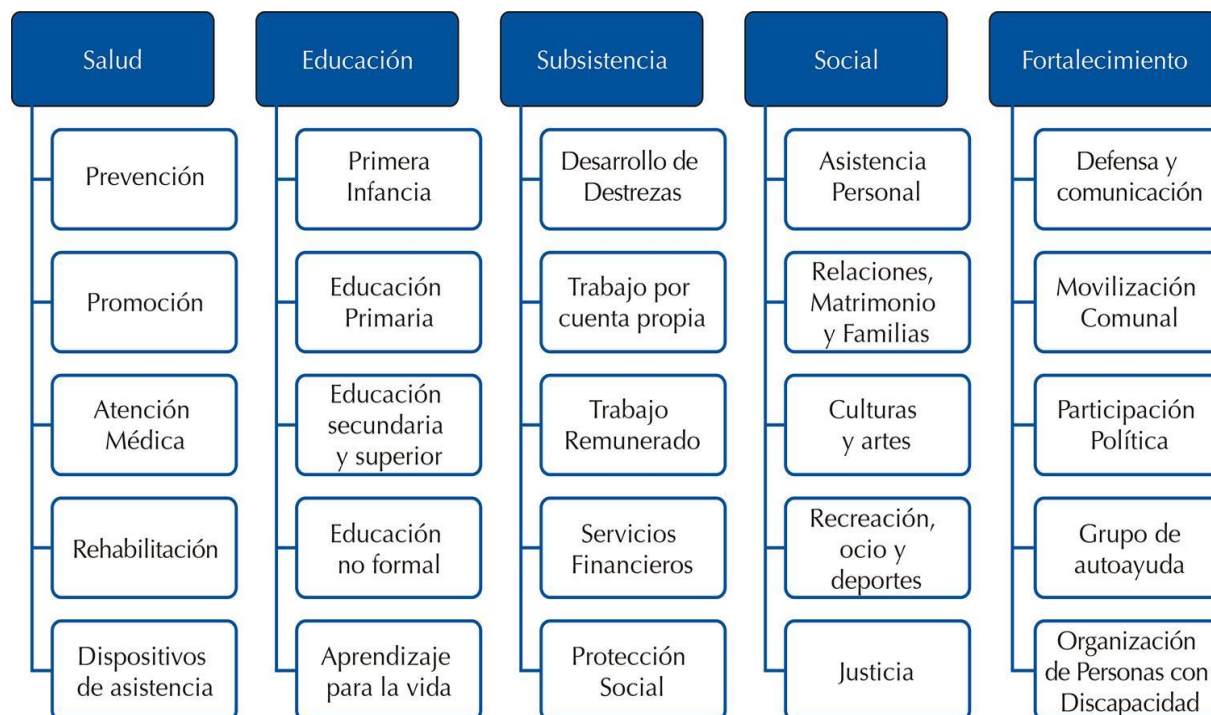 Salud
Prevención
Promoción
Atención
Médica
Rehabilitación
Dispositivos
de asistencia
Educación
Primera
Infancia
Educación
Primaria
Educación
secundaria
y superior
Educación
no formal
Aprendizaje
para la vida
Subsistencia
Desarrollo de
Destrezas
Trabajo por
cuenta propia
Trabajo
Remunerado
Servicios
Financieros
Protección
Social
Social
Asistencia
Personal
Relaciones,
Matrimonio
y Familias
Culturas
y artes
Recreación,
ocio y
deportes
Justicia
Fortalecimiento
Defensa y
comunicación
Movilización
Comunal
Participación
Política
Grupo de
autoayuda
Organización
de Personas con
Discapacidad